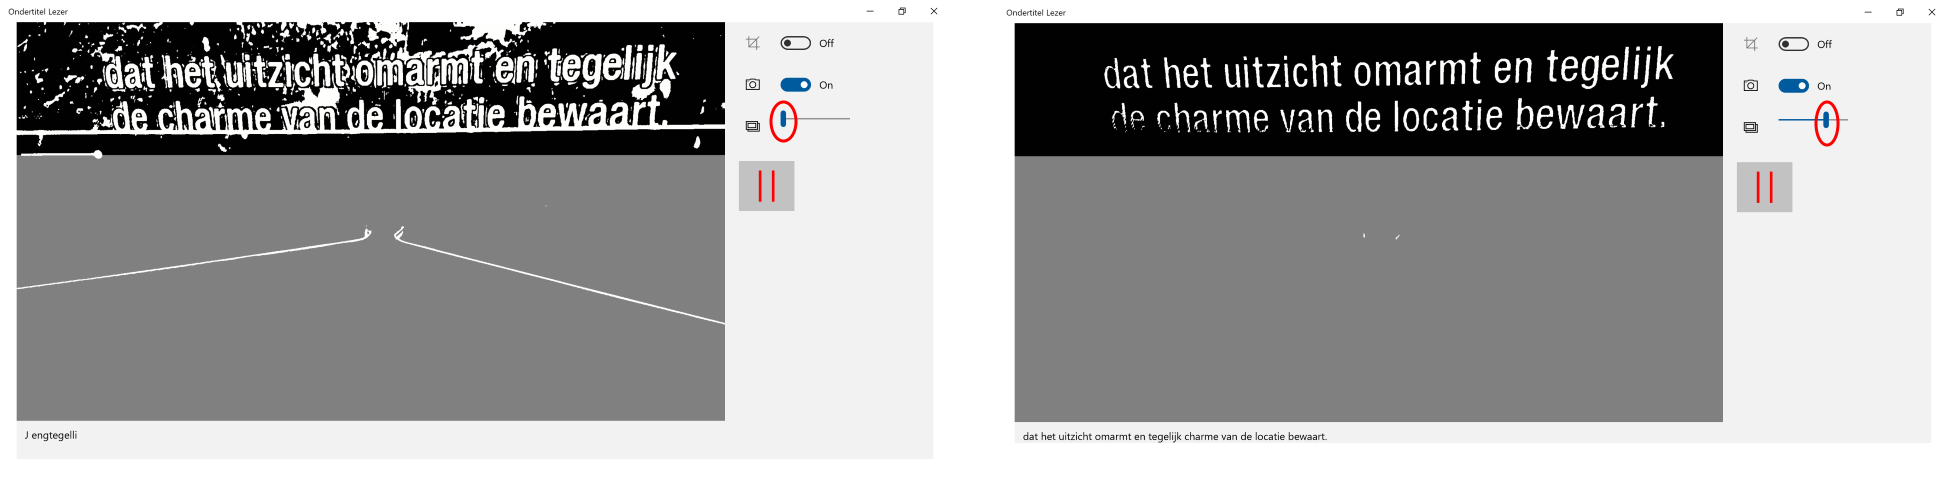 Ondertitel Lezer
Off
On
dat het uitzicht omarmt en tegelijk
de charme van de locatie bewaart.
J engtegelli
Ondertitel Lezer
Off
On
dat het uitzicht omarmt en tegelijk
de charme van de locatie bewaart.
dat het uitzicht omarmt en tegelijk charme van de locatie bewaart.